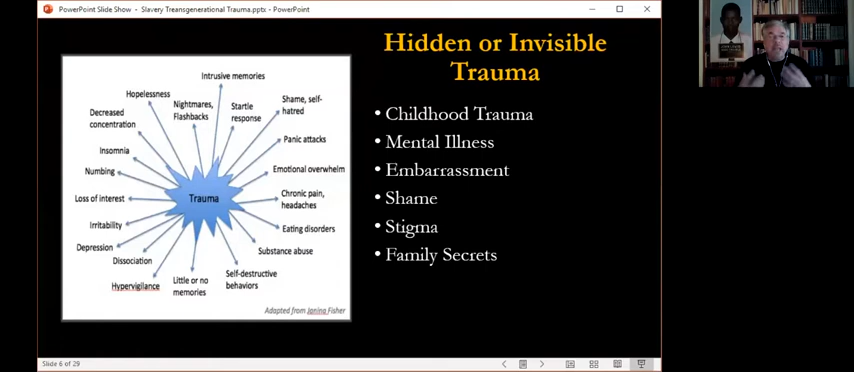 PowerPoint Slide Show - Slavery Treansgenerational Trauma.pptx - PowerPoint
Hidden or Invisible
Trauma
Intrusive memories
Hopelessness
Nightmares,
Flashbacks
Startle
response
Shame, self-
hatred
Decreased
concentration
Panic attacks
Insomnia
Emotional overwhelm
Numbing
Trauma
Loss of interest
Chronic pain,
headaches
Irritability
Eating disorders
Depression
Substance abuse
Dissociation
Hypervigilance
Little or no
memories
Self-destructive
behaviors
Adapted from Janina Fisher
• Childhood Trauma
• Mental Illness
• Embarrassment
• Shame
• Stigma
• Family Secrets
Slide 6 of 29